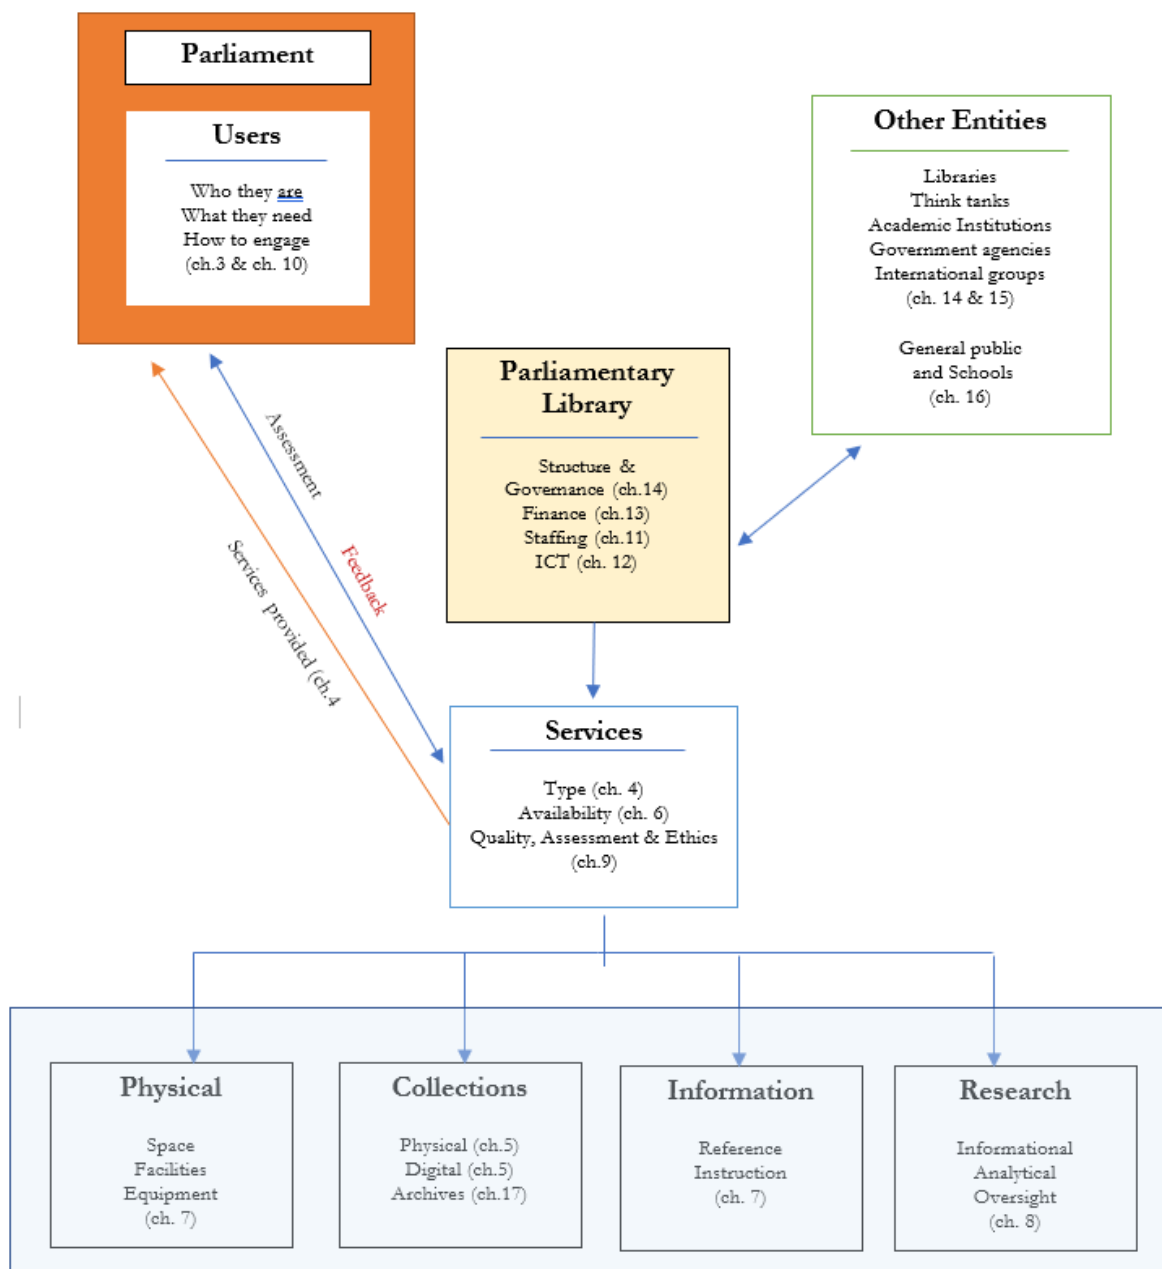 Parliament
Users
Who they are
What they need
How to engage
(ch.3 & ch. 10)
Other Entities
Libraries
Think tanks
Academic Institutions
Government agencies
International groups
(ch. 14 & 15)
General public
and Schools
(ch. 16)
Parliamentary
Library
Structure &
Governance (ch.14)
Finance (ch.13)
Staffing (ch.11)
ICT (ch. 12)
Assessment
Feedback
Services provided (ch.4
Services
Type (ch. 4)
Availability (ch. 6)
Quality, Assessment & Ethics
(ch.9)
Physical
Space
Facilities
Equipment
(ch. 7)
Collections
Physical (ch.5)
Digital (ch.5)
Archives (ch.17)
Information
Reference
Instruction
(ch. 7)
Research
Informational
Analytical
Oversight
(ch. 8)